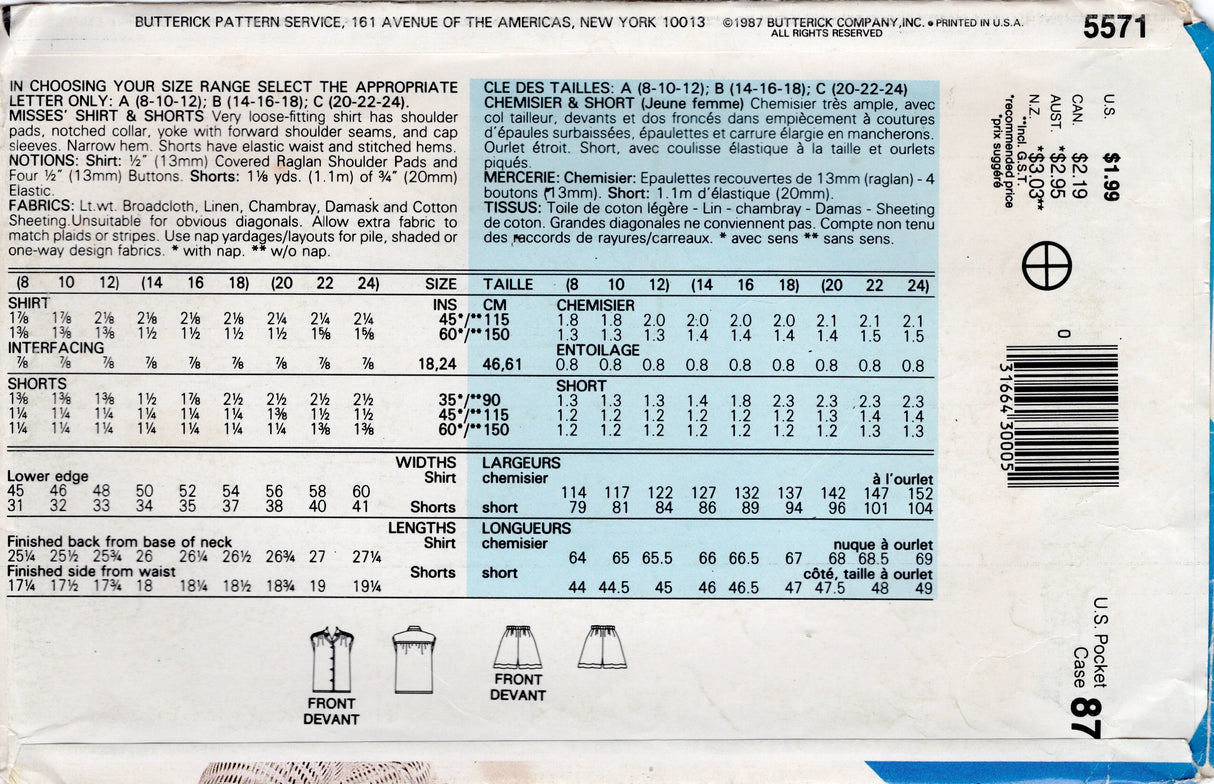 BUTTERICK PATTERN SERVICE, 161 AVENUE OF THE AMERICAS, NEW YORK 10013 ©1987 BUTTERICK COMPANY, INC. • PRINTED IN U.S.A.
ALL RIGHTS RESERVED
5571
IN CHOOSING YOUR SIZE RANGE SELECT THE APPROPRIATE
LETTER ONLY: A (8-10-12); B (14-16-18); C (20-22-24).
MISSES' SHIRT & SHORTS Very loose-fitting shirt has shoulder
pads, notched collar, yoke with forward shoulder seams, and cap
sleeves. Narrow hem. Shorts have elastic waist and stitched hems.
NOTIONS: Shirt: ½" (13mm) Covered Raglan Shoulder Pads and
Four ½" (13mm) Buttons. Shorts: 1⅛ yds. (1.1m) of ¾" (20mm)
Elastic.
FABRICS: Lt.wt. Broadcloth, Linen, Chambray, Damask and Cotton
Sheeting.Unsuitable for obvious diagonals. Allow extra fabric to
match plaids or stripes. Use nap yardages/layouts for pile, shaded or
one-way design fabrics. * with nap. ** w/o nap.
CLE DES TAILLES: A (8-10-12); B (14-16-18); C (20-22-24)
CHEMISIER & SHORT (Jeune femme) Chemisier très ample, avec
col tailleur, devants et dos froncés dans empiècement à coutures
d'épaules surbaissées, épaulettes et carrure élargie en mancherons.
Ourlet étroit. Short, avec coulisse élastique à la taille et ourlets
piqués.
MERCERIE: Chemisier: Epaulettes recouvertes de 13mm (raglan) - 4
boutons (13mm). Short: 1.1m d'élastique (20mm).
TISSUS: Toile de coton légère - Lin - chambray - Damas - Sheeting
de coton. Grandes diagonales ne conviennent pas. Compte non tenu
des raccords de rayures/carreaux. * avec sens ** sans sens.
(8 10 12) (14 16 18) (20 22 24) SIZE TAILLE (8 10 12) (14 16 18) (20 22 24)
SHIRT INS CM CHEMISIER
1⅞ 1⅞ 2⅛ 2⅛ 2⅛ 2⅛ 2¼ 2¼ 2¼ 45*/**115 1.8 1.8 2.0 2.0 2.0 2.0 2.1 2.1 2.1
1⅜ 1⅜ 1⅜ 1½ 1½ 1½ 1½ 1⅝ 1⅝ 60*/**150 1.3 1.3 1.3 1.4 1.4 1.4 1.4 1.5 1.5
INTERFACING ENTOILAGE
⅞ ⅞ ⅞ ⅞ ⅞ ⅞ ⅞ ⅞ ⅞ 18,24 46,61 0.8 0.8 0.8 0.8 0.8 0.8 0.8 0.8 0.8
SHORTS SHORT
1⅜ 1⅜ 1⅜ 1½ 1⅞ 2½ 2½ 2½ 2½ 35*/**90 1.3 1.3 1.3 1.4 1.8 2.3 2.3 2.3 2.3
1¼ 1¼ 1¼ 1¼ 1¼ 1¼ 1⅜ 1½ 1½ 45*/**115 1.2 1.2 1.2 1.2 1.2 1.2 1.3 1.4 1.4
1¼ 1¼ 1¼ 1¼ 1¼ 1¼ 1¼ 1⅜ 1⅜ 60*/**150 1.2 1.2 1.2 1.2 1.2 1.2 1.2 1.3 1.3
WIDTHS LARGEURS
Lower edge Shirt chemisier à l'ourlet
45 46 48 50 52 54 56 58 60 114 117 122 127 132 137 142 147 152
31 32 33 34 35 37 38 40 41 Shorts short 79 81 84 86 89 94 96 101 104
LENGTHS LONGUEURS
Finished back from base of neck Shirt chemisier nuque à ourlet
25¼ 25½ 25¾ 26 26¼ 26½ 26¾ 27 27¼ 64 65 65.5 66 66.5 67 68 68.5 69
Finished side from waist Shorts short côté, taille à ourlet
17¼ 17½ 17¾ 18 18¼ 18½ 18¾ 19 19¼ 44 44.5 45 46 46.5 47 47.5 48 49
FRONT
DEVANT
FRONT
DEVANT
U.S. $1.99
CAN. $2.19
AUST. *$2.95
N.Z. *$3.03**
**Incl. G.S.T.
*recommended price
*prix suggéré
0
31664 30005
U.S. Pocket
Case 87